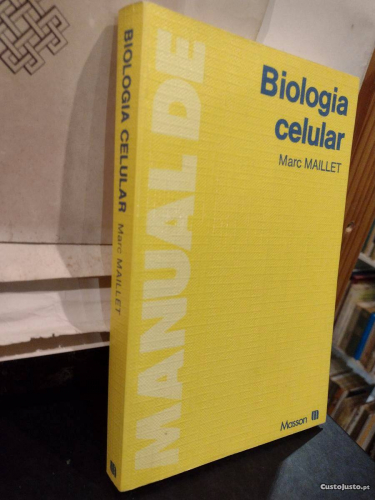 BIOLOGIA CELULAR Marc MAILLET
MANUAL DE
Biologia
celular
Marc MAILLET
Masson
CustoJusto.pt